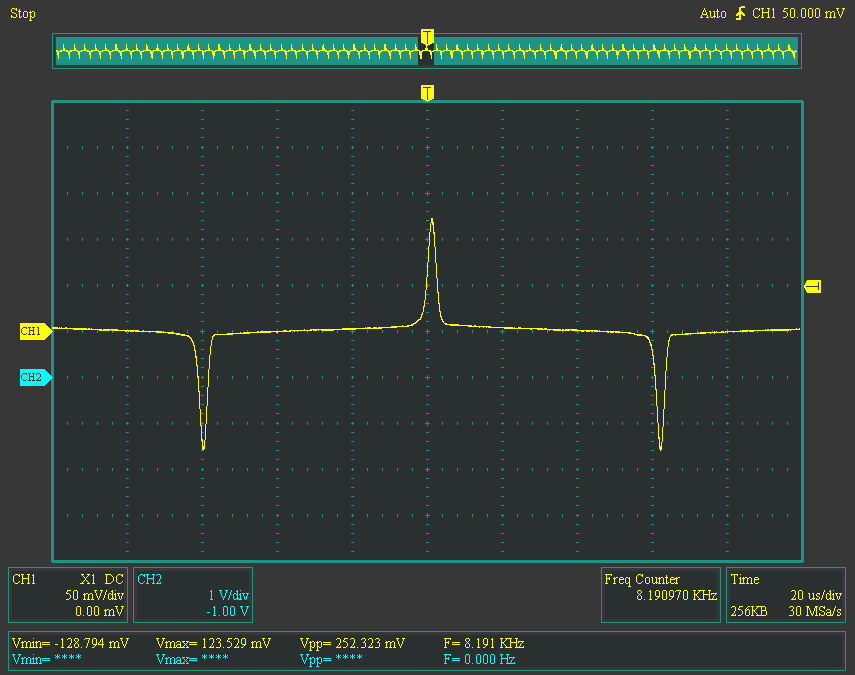 Stop
Auto CH1 50.000 mV
T
T
CH1
CH2
CH1 X1 DC
50 mV/div
0.00 mV
CH2
1 V/div
-1.00 V
Freq Counter
8.190970 KHz
Time
20 us/div
256KB 30 MSa/s
Vmin= -128.794 mV Vmax= 123.529 mV Vpp= 252.323 mV F= 8.191 KHz
Vmin= **** Vmax= **** Vpp= **** F= 0.000 Hz